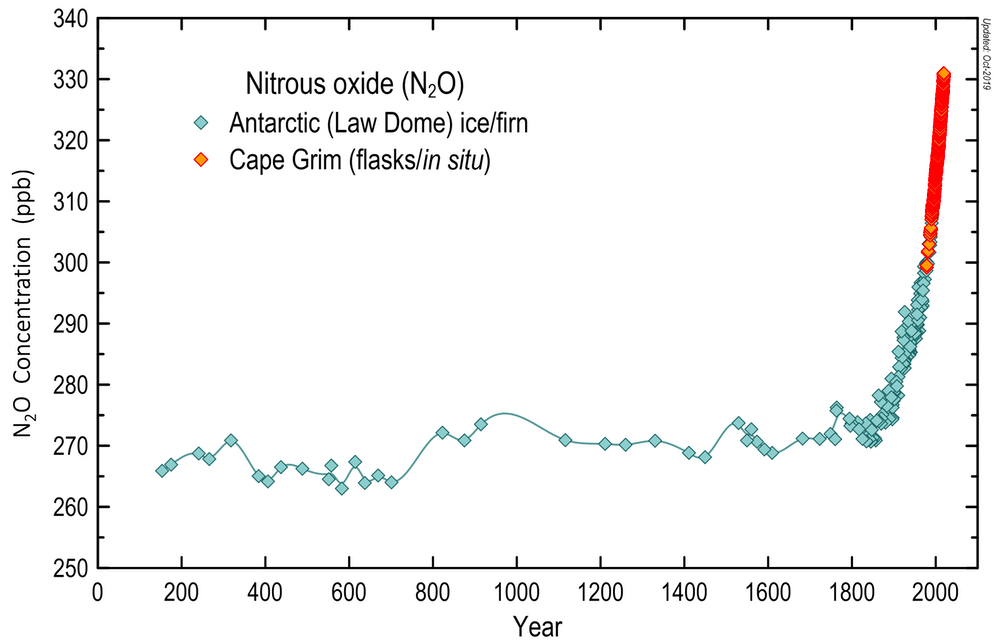 Updated: Oct-2019
Nitrous oxide (N₂O)
Antarctic (Law Dome) ice/firn
Cape Grim (flasks/in situ)
N₂O Concentration (ppb)
340
330
320
310
300
290
280
270
260
250
0 200 400 600 800 1000 1200 1400 1600 1800 2000
Year